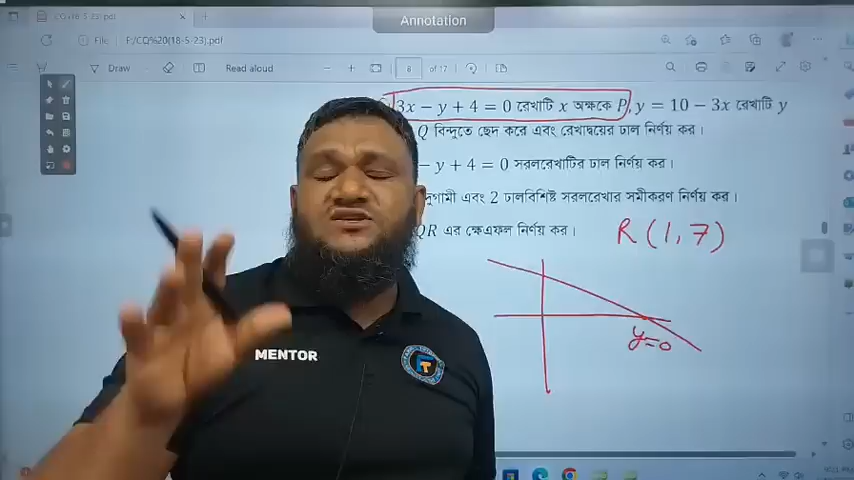 Annotation
File P:/CQ%20(18-5-23).pdf
Draw Read aloud 8 of 17
3x − y + 4 = 0 রেখাটি x অক্ষকে P, y = 10 − 3x রেখাটি y
Q বিন্দুতে ছেদ করে এবং রেখাদ্বয়ের ঢাল নির্ণয় কর।
− y + 4 = 0 সরলরেখাটির ঢাল নির্ণয় কর।
এবং 2 ঢালবিশিষ্ট সরলরেখার সমীকরণ নির্ণয় কর।
QR এর ক্ষেত্রফল নির্ণয় কর।
R(1,7)
y=0
MENTOR
FT